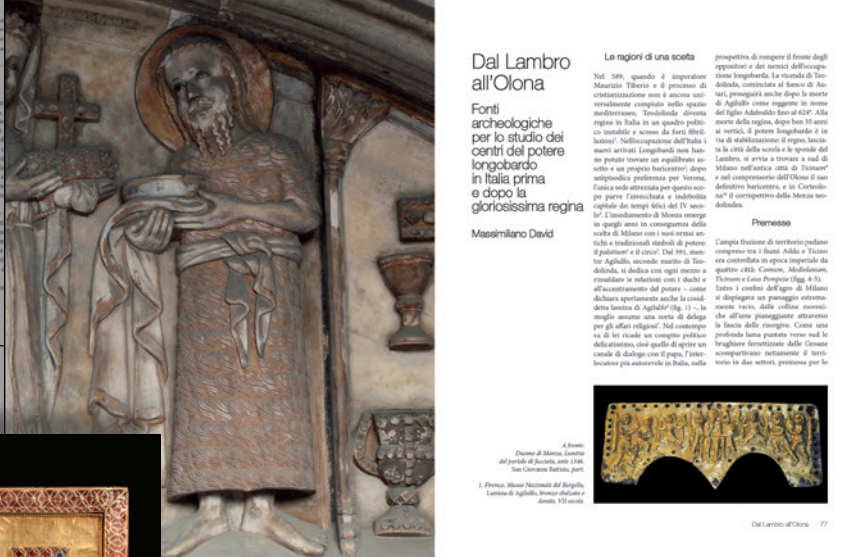 Dal Lambro
all'Olona
Fonti
archeologiche
per lo studio dei
centri del potere
longobardo
in Italia prima
e dopo la
gloriosissima regina
Massimiliano David
A fronte:
Duomo di Monza, Lunetta
del portale di facciata, ante 1346.
San Giovanni Battista, part.
1. Firenze, Museo Nazionale del Bargello,
Lamina di Agilulfo, bronzo sbalzato e
dorato, VII secolo.
Le ragioni di una scelta
Nel 589, quando è imperatore
Maurizio Tiberio e il processo di
cristianizzazione non è ancora uni-
versalmente compiuto nello spazio
mediterraneo, Teodolinda diventa
regina in Italia in un quadro politi-
co instabile e scosso da forti fibril-
lazioni¹. Nell'occupazione dell'Italia i
nuovi arrivati Longobardi non han-
no potuto trovare un equilibrato as-
setto e un proprio baricentro²: dopo
un'episodica preferenza per Verona,
l'unica sede attrezzata per questo sco-
po parve l'invecchiata e indebolita
capitale dei tempi felici del IV seco-
lo³. L'insediamento di Monza emerge
in quegli anni in conseguenza della
scelta di Milano con i suoi ormai an-
tichi e tradizionali simboli di potere:
il palatium⁴ e il circo⁵. Dal 591, men-
tre Agilulfo, secondo marito di Teo-
dolinda, si dedica con ogni mezzo a
rinsaldare le relazioni con i duchi e
all'accentramento del potere – come
dichiara apertamente anche la cosid-
detta lamina di Agilulfo⁶ (fig. 1) –, la
moglie assume una sorta di delega
per gli affari religiosi⁷. Nel contempo
va di lei ricade un compito politico
delicatissimo, cioè quello di aprire un
canale di dialogo con il papa, l'inter-
locutore più autorevole in Italia, nella
prospettiva di rompere il fronte degli
oppositori e dei nemici dell'occupa-
zione longobarda. La vicenda di Teo-
dolinda, cominciata al fianco di Au-
tari, proseguirà anche dopo la morte
di Agilulfo come reggente in nome
del figlio Adaloaldo fino al 624⁸. Alla
morte della regina, dopo ben 35 anni
ai vertici, il potere longobardo è in
via di stabilizzazione: il regno, lancia-
ta la città della scrofa e le sponde del
Lambro, si avvia a trovare a sud di
Milano nell'antica città di Ticinum⁹
e nel comprensorio dell'Olona il suo
definitivo baricentro, e in Corteolo-
na¹⁰ il corrispettivo della Monza teo-
dolindea.
Premesse
L'ampia frazione di territorio padano
compreso tra i fiumi Adda e Ticino
era controllata in epoca imperiale da
quattro città: Comum, Mediolanum,
Ticinum e Laus Pompeia (figg. 4-5).
Entro i confini dell'agro di Milano
si dispiegava un paesaggio estrema-
mente vario, dalle colline moreni-
che all'area pianeggiante attraverso
la fascia delle risorgive. Come una
profonda lama puntata verso sud le
brughiere ferrettizzate delle Groane
scompartivano nettamente il terri-
torio in due settori, premessa per lo
Dal Lambro all'Olona 77